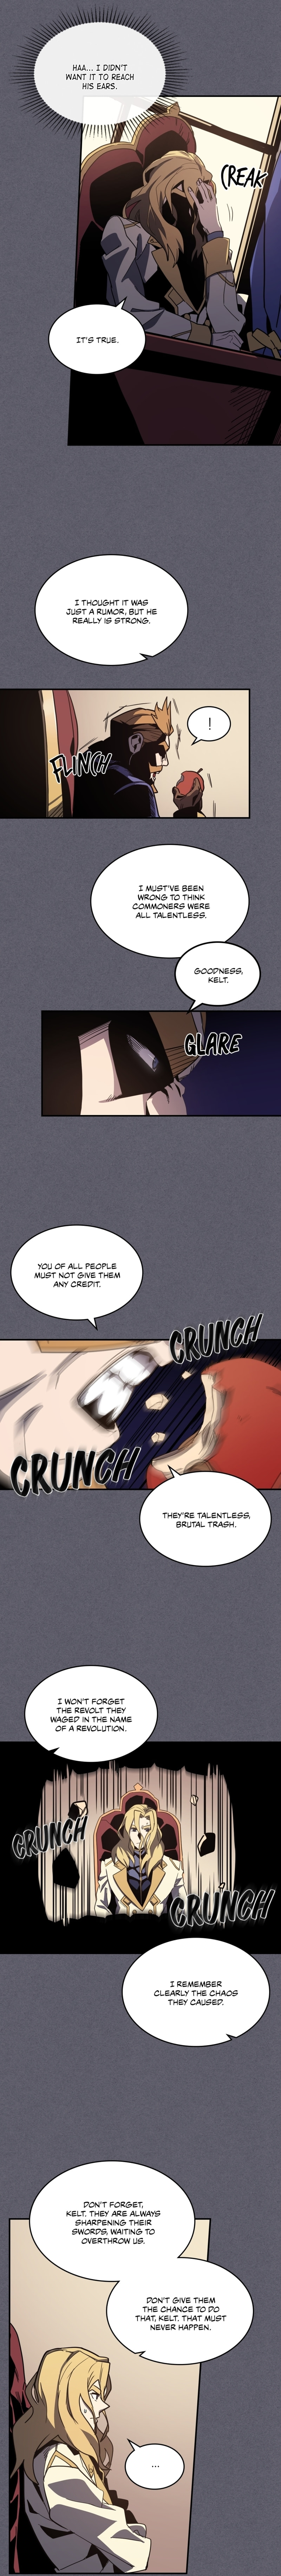 HAA... I DIDN'T
WANT IT TO REACH
HIS EARS.
CREAK
IT'S TRUE.
I THOUGHT IT WAS
JUST A RUMOR, BUT HE
REALLY IS STRONG.
!
FLINCH
I MUST'VE BEEN
WRONG TO THINK
COMMONERS WERE
ALL TALENTLESS.
GOODNESS,
KELT.
GLARE
YOU OF ALL PEOPLE
MUST NOT GIVE THEM
ANY CREDIT.
CRUNCH
CRUNCH
THEY'RE TALENTLESS,
BRUTAL TRASH.
I WON'T FORGET
THE REVOLT THEY
WAGED IN THE NAME
OF A REVOLUTION.
CRUNCH
CRUNCH
I REMEMBER
CLEARLY THE CHAOS
THEY CAUSED.
DON'T FORGET,
KELT. THEY ARE ALWAYS
SHARPENING THEIR
SWORDS, WAITING TO
OVERTHROW US.
DON'T GIVE THEM
THE CHANCE TO DO
THAT, KELT. THAT MUST
NEVER HAPPEN.
...